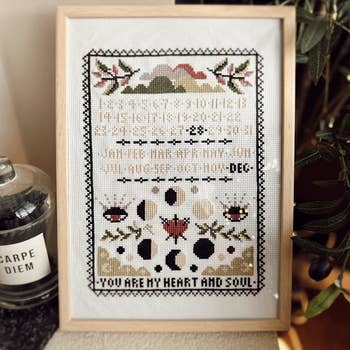 1·2·3·4·5·6·7·8·9·10·11·12·13
14·15·16·17·18·19·20·21·22
23·24·25·26·27·28·29·30·31
JAN·FEB·MAR·APR·MAY·JUN·
JUL·AUG·SEP·OCT·NOV·DEC·
·YOU ARE MY HEART AND SOUL·
CARPE
DIEM